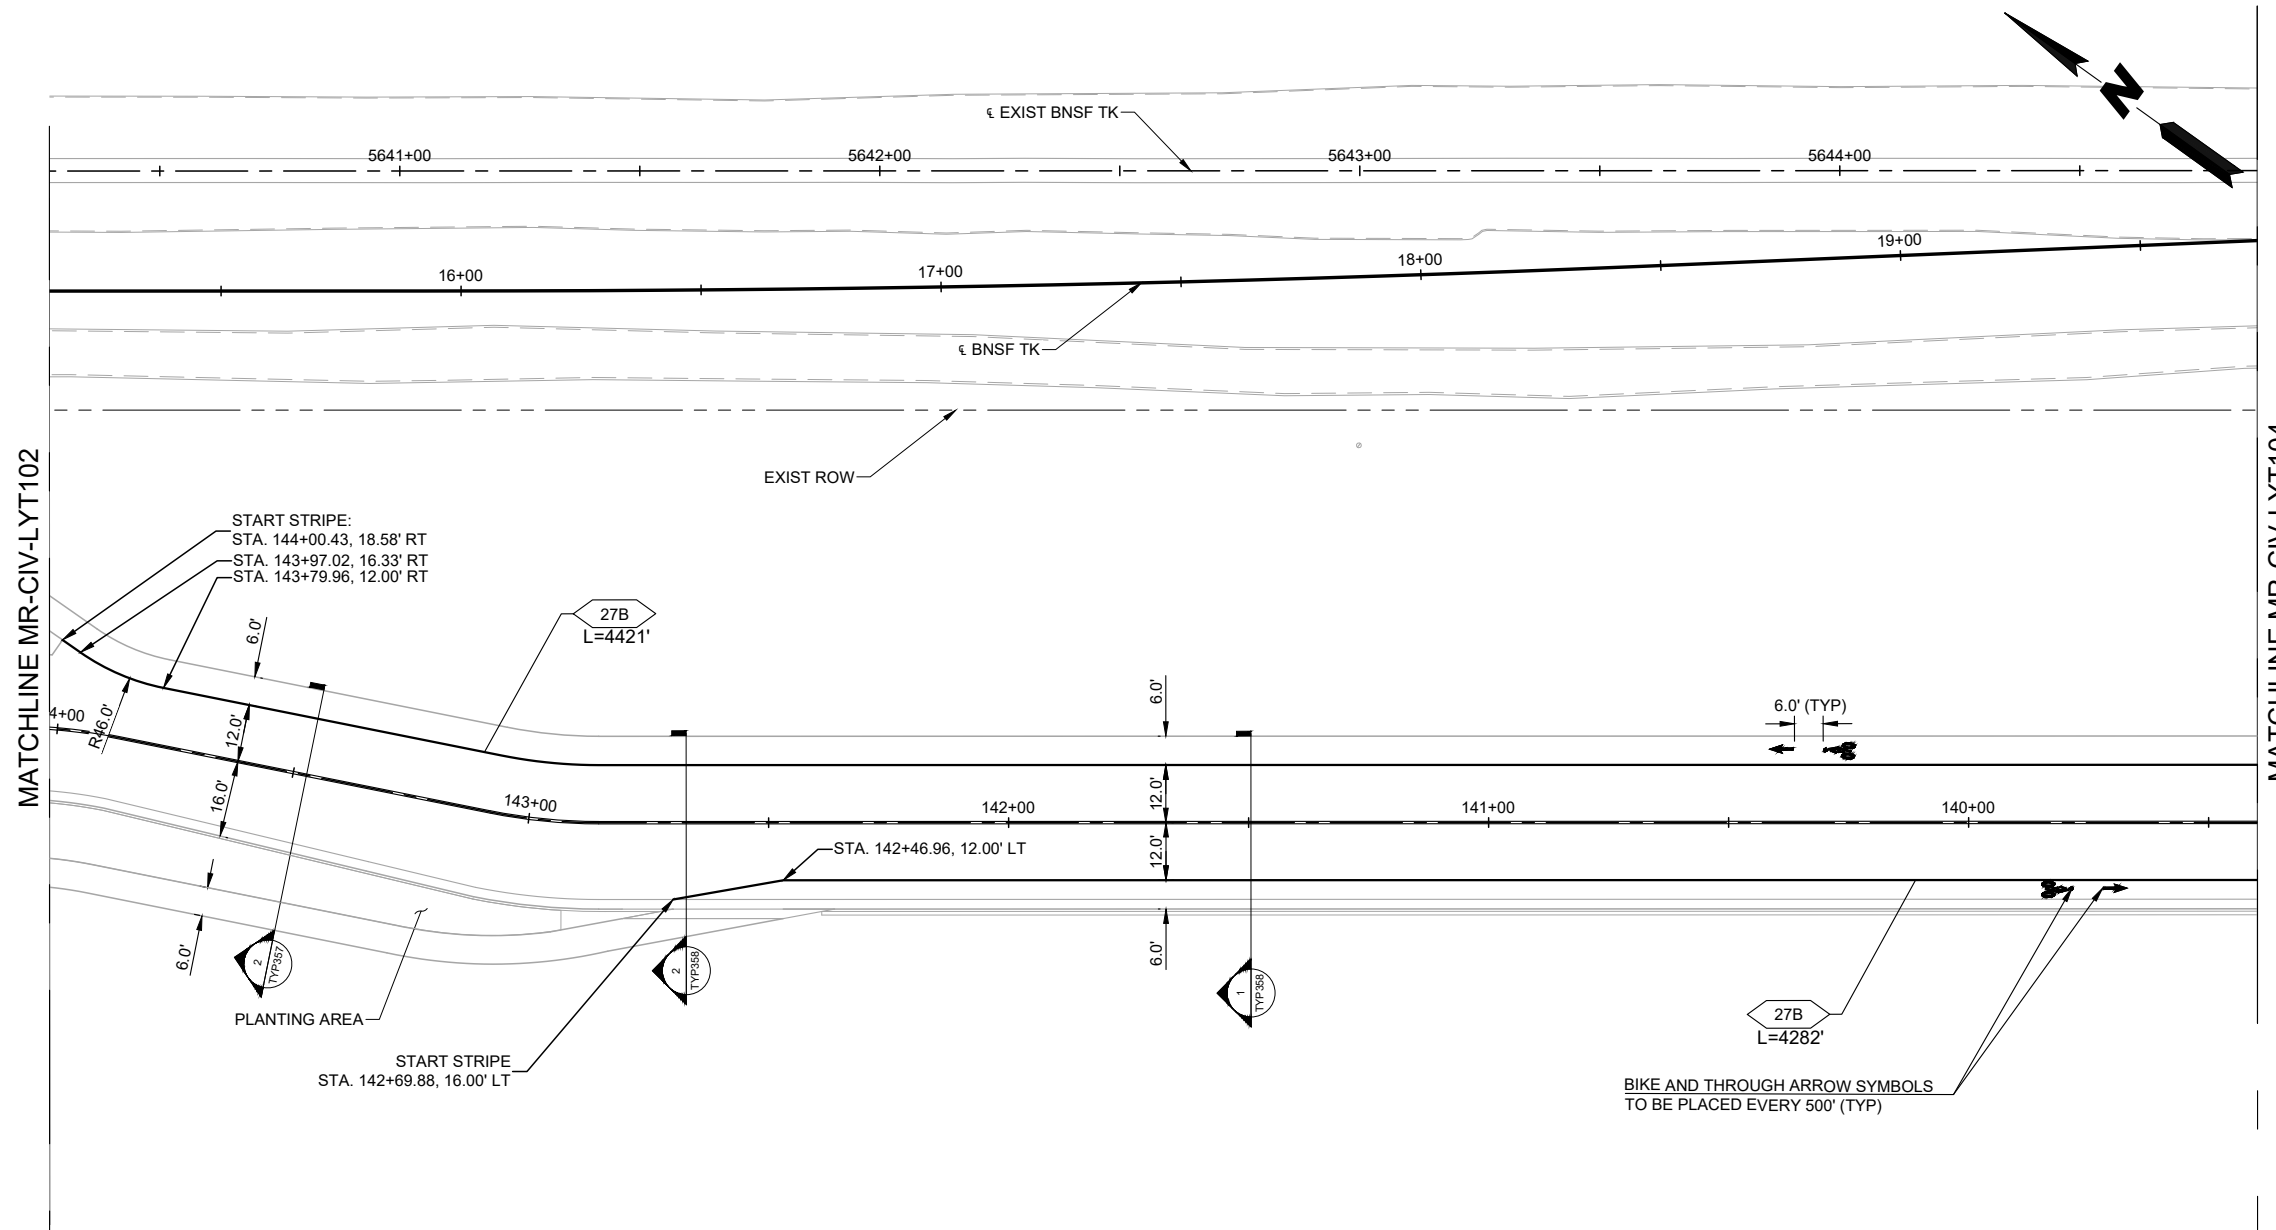 N
℄ EXIST BNSF TK
5641+00
5642+00
5643+00
5644+00
16+00
17+00
18+00
19+00
℄ BNSF TK
EXIST ROW
MATCHLINE MR-CIV-LYT102
START STRIPE:
STA. 144+00.43, 18.58' RT
STA. 143+97.02, 16.33' RT
STA. 143+79.96, 12.00' RT
6.0'
27B
L=4421'
R46.0'
12.0'
4+00
16.0'
143+00
6.0'
2
TYP357
PLANTING AREA
6.0'
12.0'
12.0'
6.0'
142+00
141+00
140+00
6.0' (TYP)
STA. 142+46.96, 12.00' LT
2
TYP358
1
TYP358
START STRIPE
STA. 142+69.88, 16.00' LT
27B
L=4282'
BIKE AND THROUGH ARROW SYMBOLS
TO BE PLACED EVERY 500' (TYP)